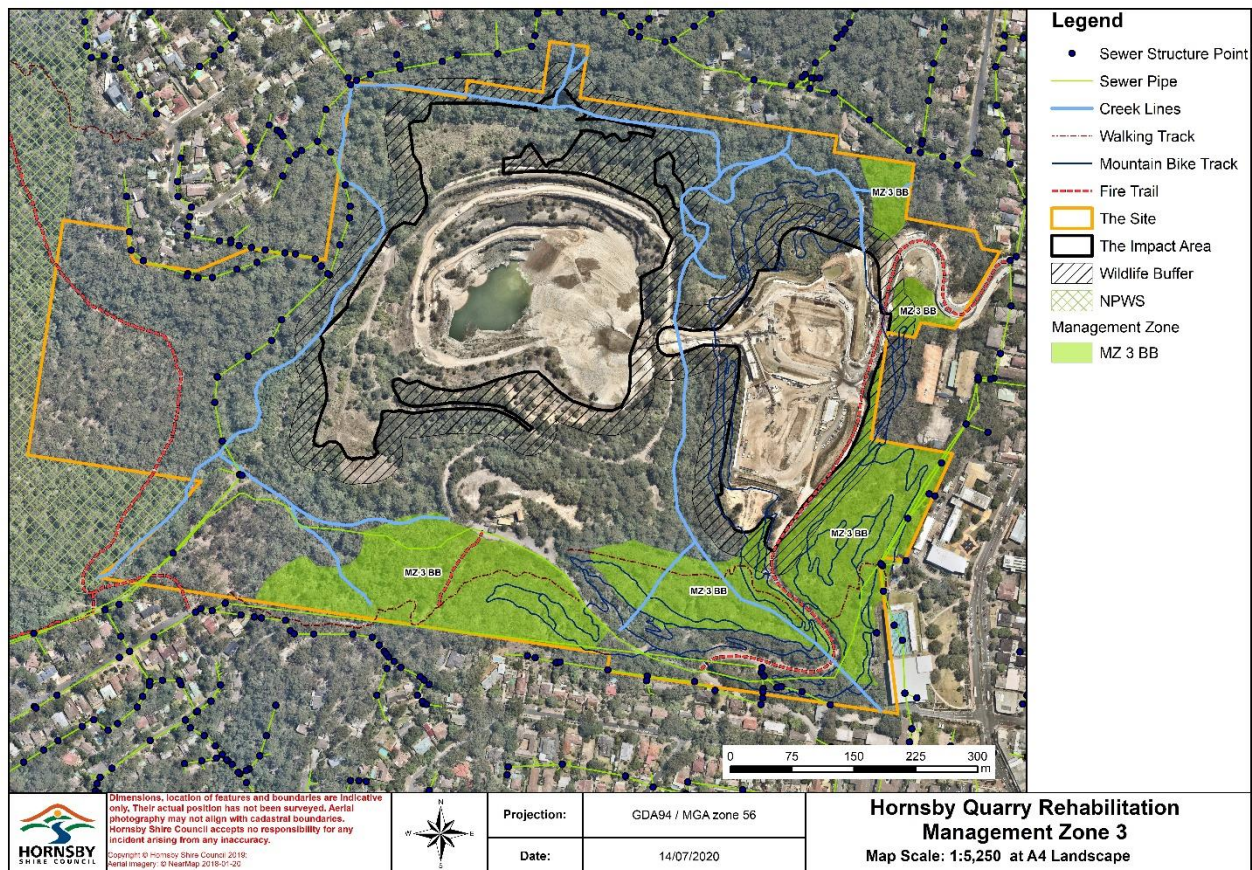 Legend
Sewer Structure Point
Sewer Pipe
Creek Lines
Walking Track
Mountain Bike Track
Fire Trail
The Site
The Impact Area
Wildlife Buffer
NPWS
Management Zone
MZ 3 BB
MZ 3 BB
MZ 3 BB
MZ 3 BB
MZ 3 BB
MZ 3 BB
0 75 150 225 300
m
HORNSBY
SHIRE COUNCIL
Dimensions, location of features and boundaries are indicative
only. Their actual position has not been surveyed. Aerial
photography may not align with cadastral boundaries.
Hornsby Shire Council accepts no responsibility for any
incident arising from any inaccuracy.
Copyright © Hornsby Shire Council 2019;
Aerial Imagery: © NearMap 2018-01-20
N
W E
S
Projection: GDA94 / MGA zone 56
Date: 14/07/2020
Hornsby Quarry Rehabilitation
Management Zone 3
Map Scale: 1:5,250 at A4 Landscape